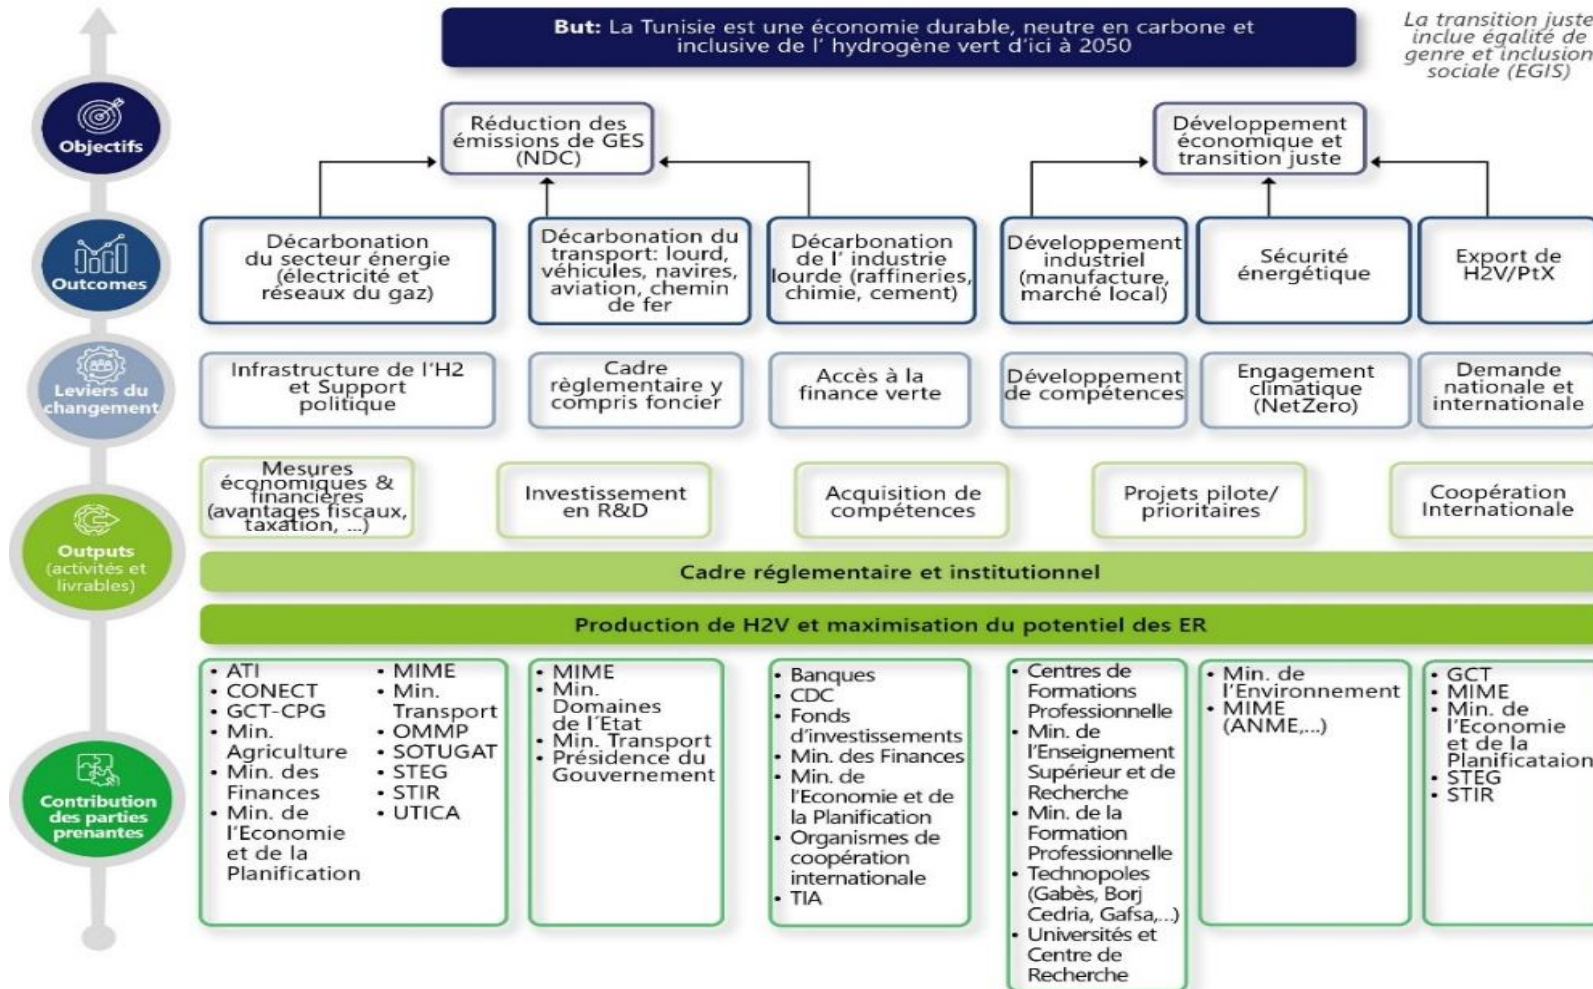 But: La Tunisie est une économie durable, neutre en carbone et
inclusive de l' hydrogène vert d'ici à 2050
La transition juste
inclue égalité de
genre et inclusion
sociale (EGIS)
Objectifs
Réduction des
émissions de GES
(NDC)
Développement
économique et
transition juste
Outcomes
Décarbonation
du secteur énergie
(électricité et
réseaux du gaz)
Décarbonation du
transport: lourd,
véhicules, navires,
aviation, chemin
de fer
Décarbonation
de l' industrie
lourde (raffineries,
chimie, cement)
Développement
industriel
(manufacture,
marché local)
Sécurité
énergétique
Export de
H2V/PtX
Leviers du
changement
Infrastructure de l'H2
et Support
politique
Cadre
règlementaire y
compris foncier
Accès à la
finance verte
Développement
de compétences
Engagement
climatique
(NetZero)
Demande
nationale et
internationale
Outputs
(activités et
livrables)
Mesures
économiques &
financières
(avantages fiscaux,
taxation, ...)
Investissement
en R&D
Acquisition de
compétences
Projets pilote/
prioritaires
Coopération
Internationale
Cadre réglementaire et institutionnel
Production de H2V et maximisation du potentiel des ER
Contribution
des parties
prenantes
• ATI
• CONECT
• GCT-CPG
• Min.
Agriculture
• Min. des
Finances
• Min. de
l'Economie
et de la
Planification
• MIME
• Min.
Transport
• OMMP
• SOTUGAT
• STEG
• STIR
• UTICA
• MIME
• Min.
Domaines
de l'Etat
• Min. Transport
• Présidence du
Gouvernement
• Banques
• CDC
• Fonds
d'investissements
• Min. des Finances
• Min. de
l'Economie et de
la Planification
• Organismes de
coopération
internationale
• TIA
• Centres de
Formations
Professionnelle
• Min. de
l'Enseignement
Supérieur et de
Recherche
• Min. de la
Formation
Professionnelle
• Technopoles
(Gabès, Borj
Cedria, Gafsa,...)
• Universités et
Centre de
Recherche
• Min. de
l'Environnement
• MIME
(ANME,...)
• GCT
• MIME
• Min. de
l'Economie
et de la
Planificataion
• STEG
• STIR